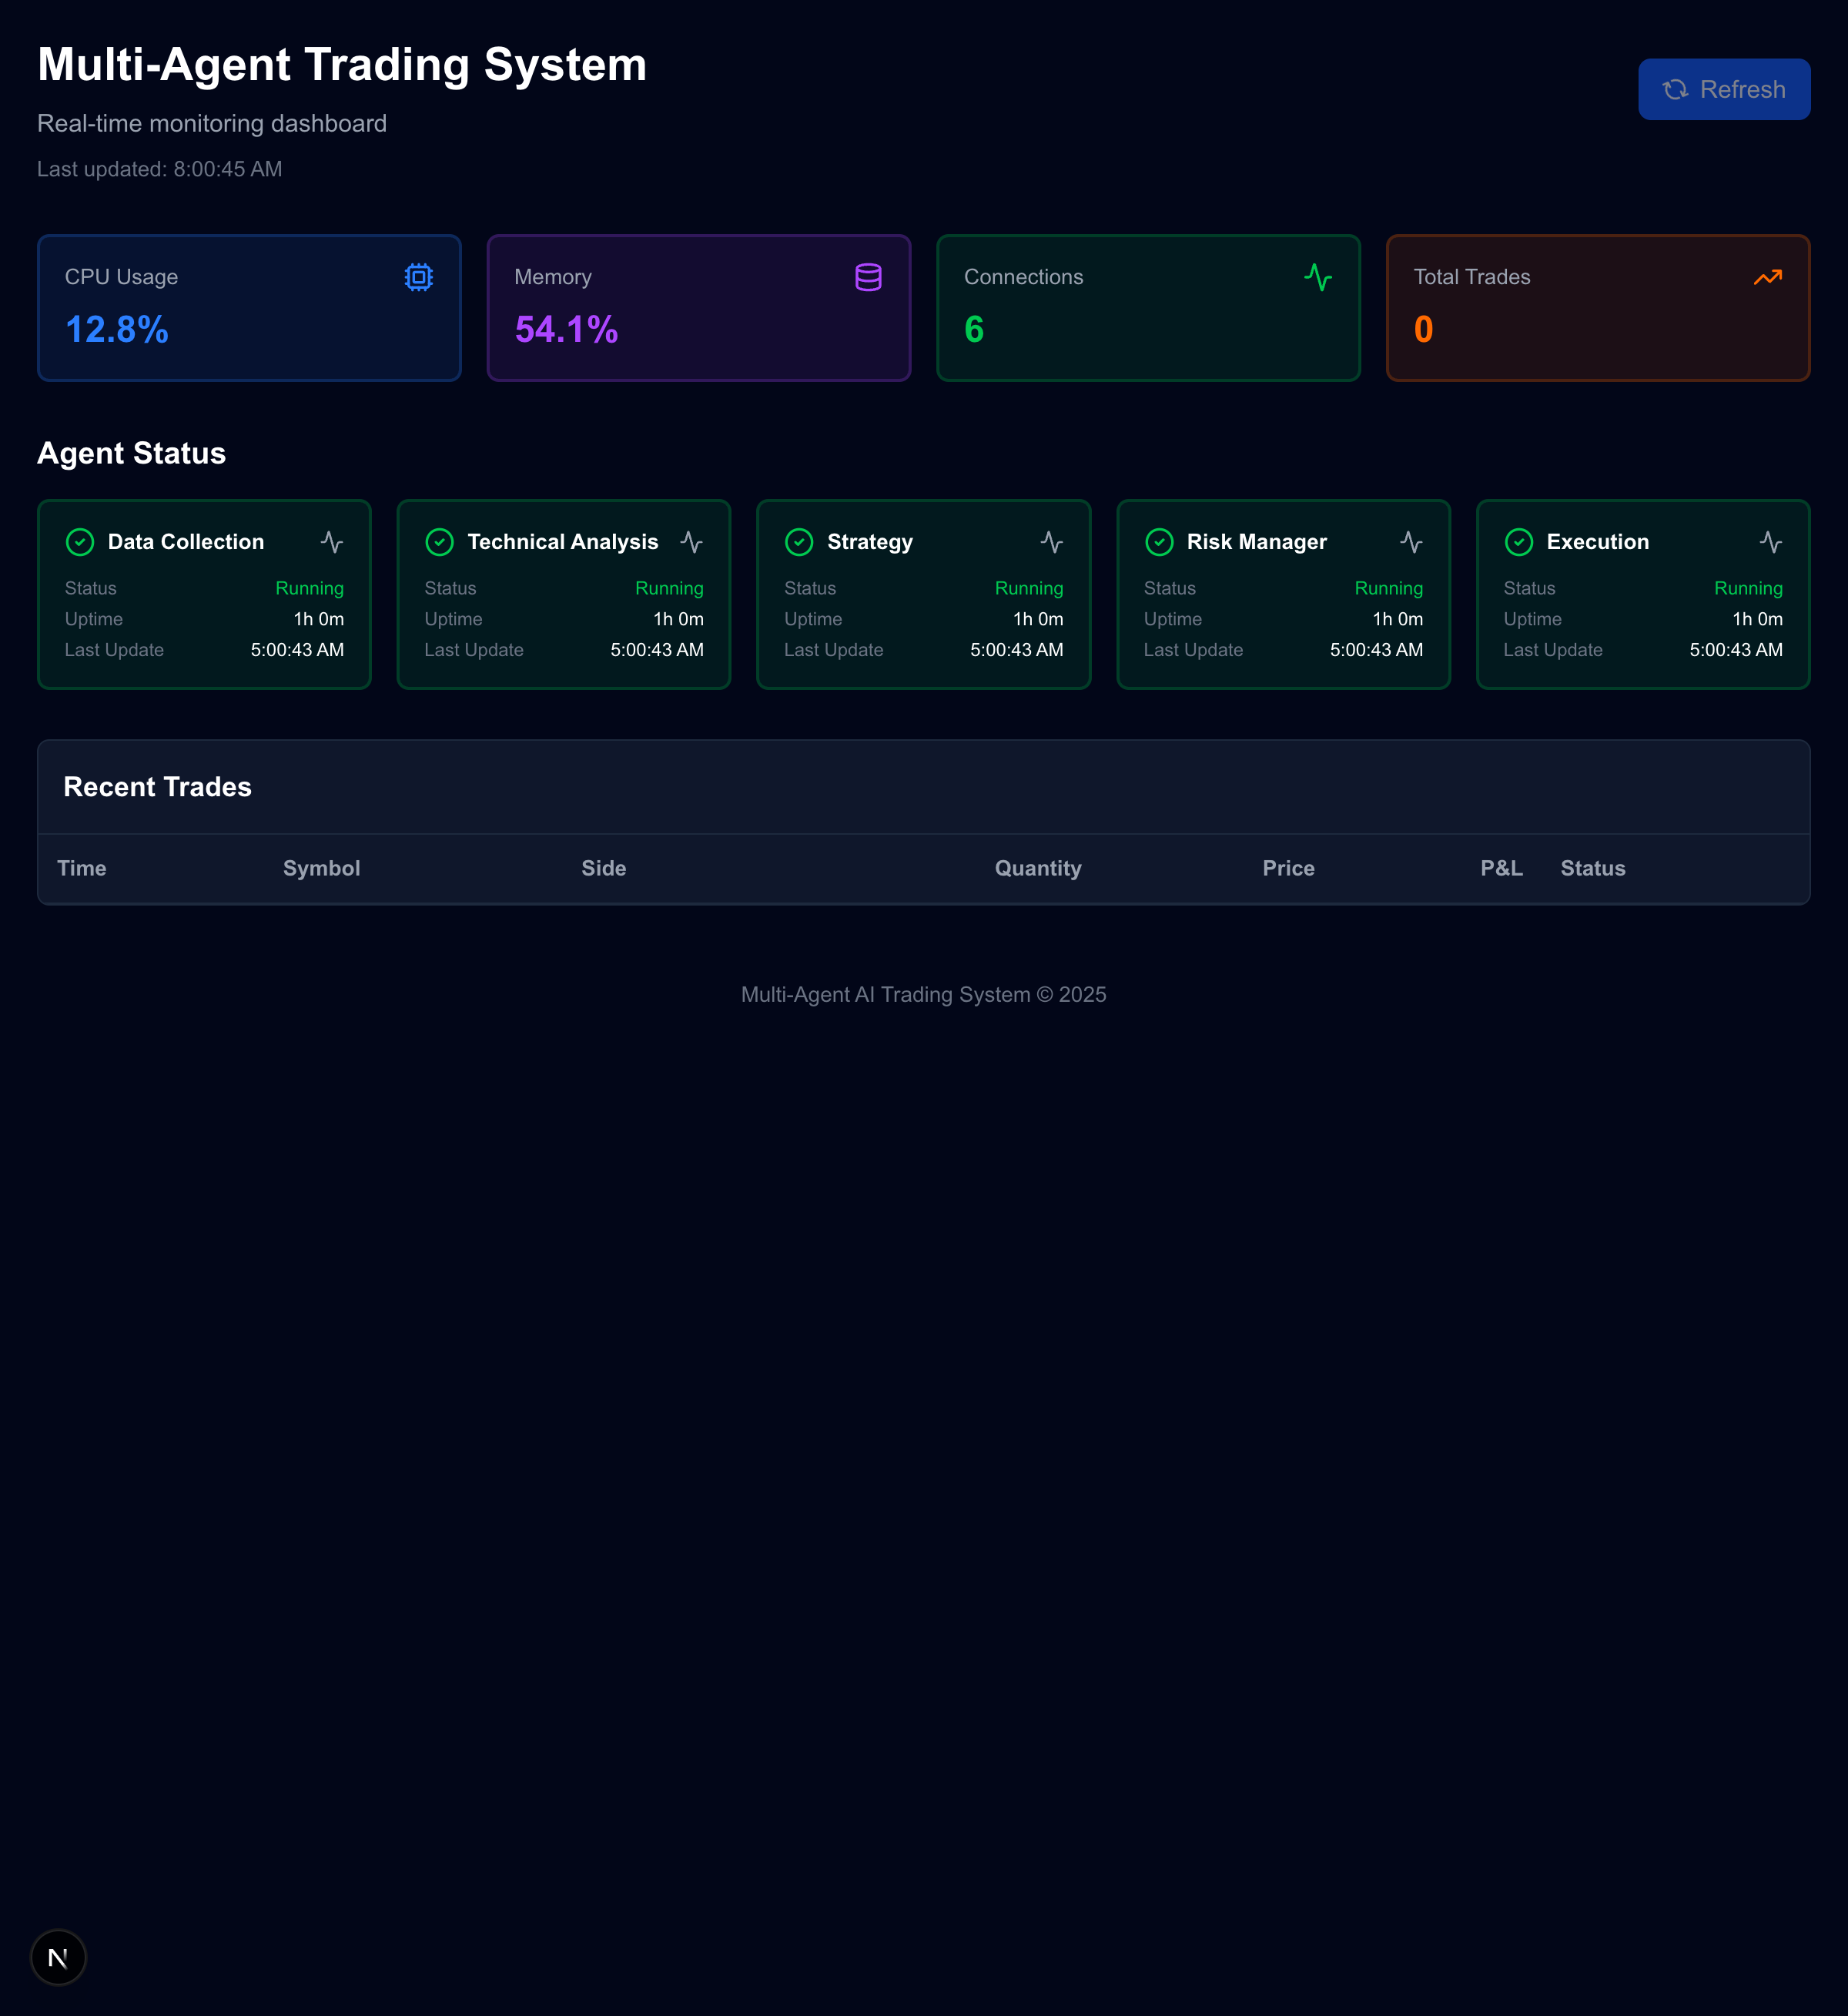 Multi-Agent Trading System
Real-time monitoring dashboard
Last updated: 8:00:45 AM
Refresh
CPU Usage
12.8%
Memory
54.1%
Connections
6
Total Trades
0
Agent Status
Data Collection
Status Running
Uptime 1h 0m
Last Update 5:00:43 AM
Technical Analysis
Status Running
Uptime 1h 0m
Last Update 5:00:43 AM
Strategy
Status Running
Uptime 1h 0m
Last Update 5:00:43 AM
Risk Manager
Status Running
Uptime 1h 0m
Last Update 5:00:43 AM
Execution
Status Running
Uptime 1h 0m
Last Update 5:00:43 AM
Recent Trades
Time Symbol Side Quantity Price P&L Status
Multi-Agent AI Trading System © 2025
N